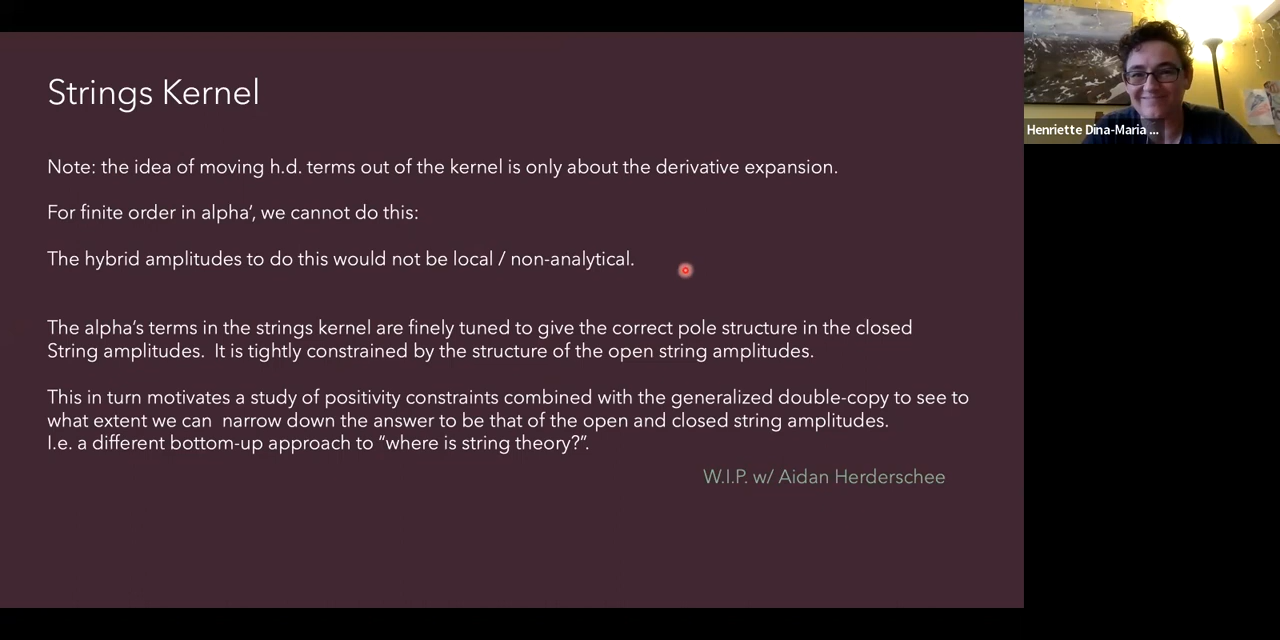 Strings Kernel
Note: the idea of moving h.d. terms out of the kernel is only about the derivative expansion.
For finite order in alpha’, we cannot do this:
The hybrid amplitudes to do this would not be local / non-analytical.
The alpha’s terms in the strings kernel are finely tuned to give the correct pole structure in the closed
String amplitudes. It is tightly constrained by the structure of the open string amplitudes.
This in turn motivates a study of positivity constraints combined with the generalized double-copy to see to
what extent we can narrow down the answer to be that of the open and closed string amplitudes.
I.e. a different bottom-up approach to “where is string theory?”.
W.I.P. w/ Aidan Herderschee
Henriette Dina-Maria ...